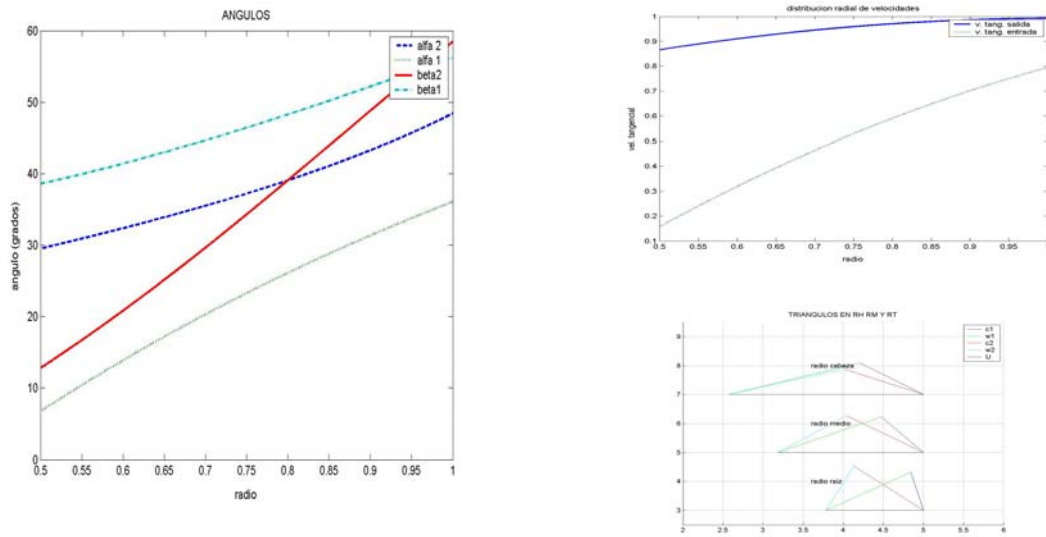 ANGULOS
60
50
40
30
20
10
0
angulo (grados)
alfa 2
alfa 1
beta2
beta1
0.5 0.55 0.6 0.65 0.7 0.75 0.8 0.85 0.9 0.95 1
radio
distribucion radial de velocidades
1
0.9
0.8
0.7
0.6
0.5
0.4
0.3
0.2
0.1
vel. tangencial
v. tang. salida
v. tang. entrada
0.5 0.55 0.6 0.65 0.7 0.75 0.8 0.85 0.9 0.95
radio
TRIANGULOS EN RH RM Y RT
9
8
7
6
5
4
3
c1
w1
c2
w2
U
radio cabeza
radio medio
radio raiz
2 2.5 3 3.5 4 4.5 5 5.5 6